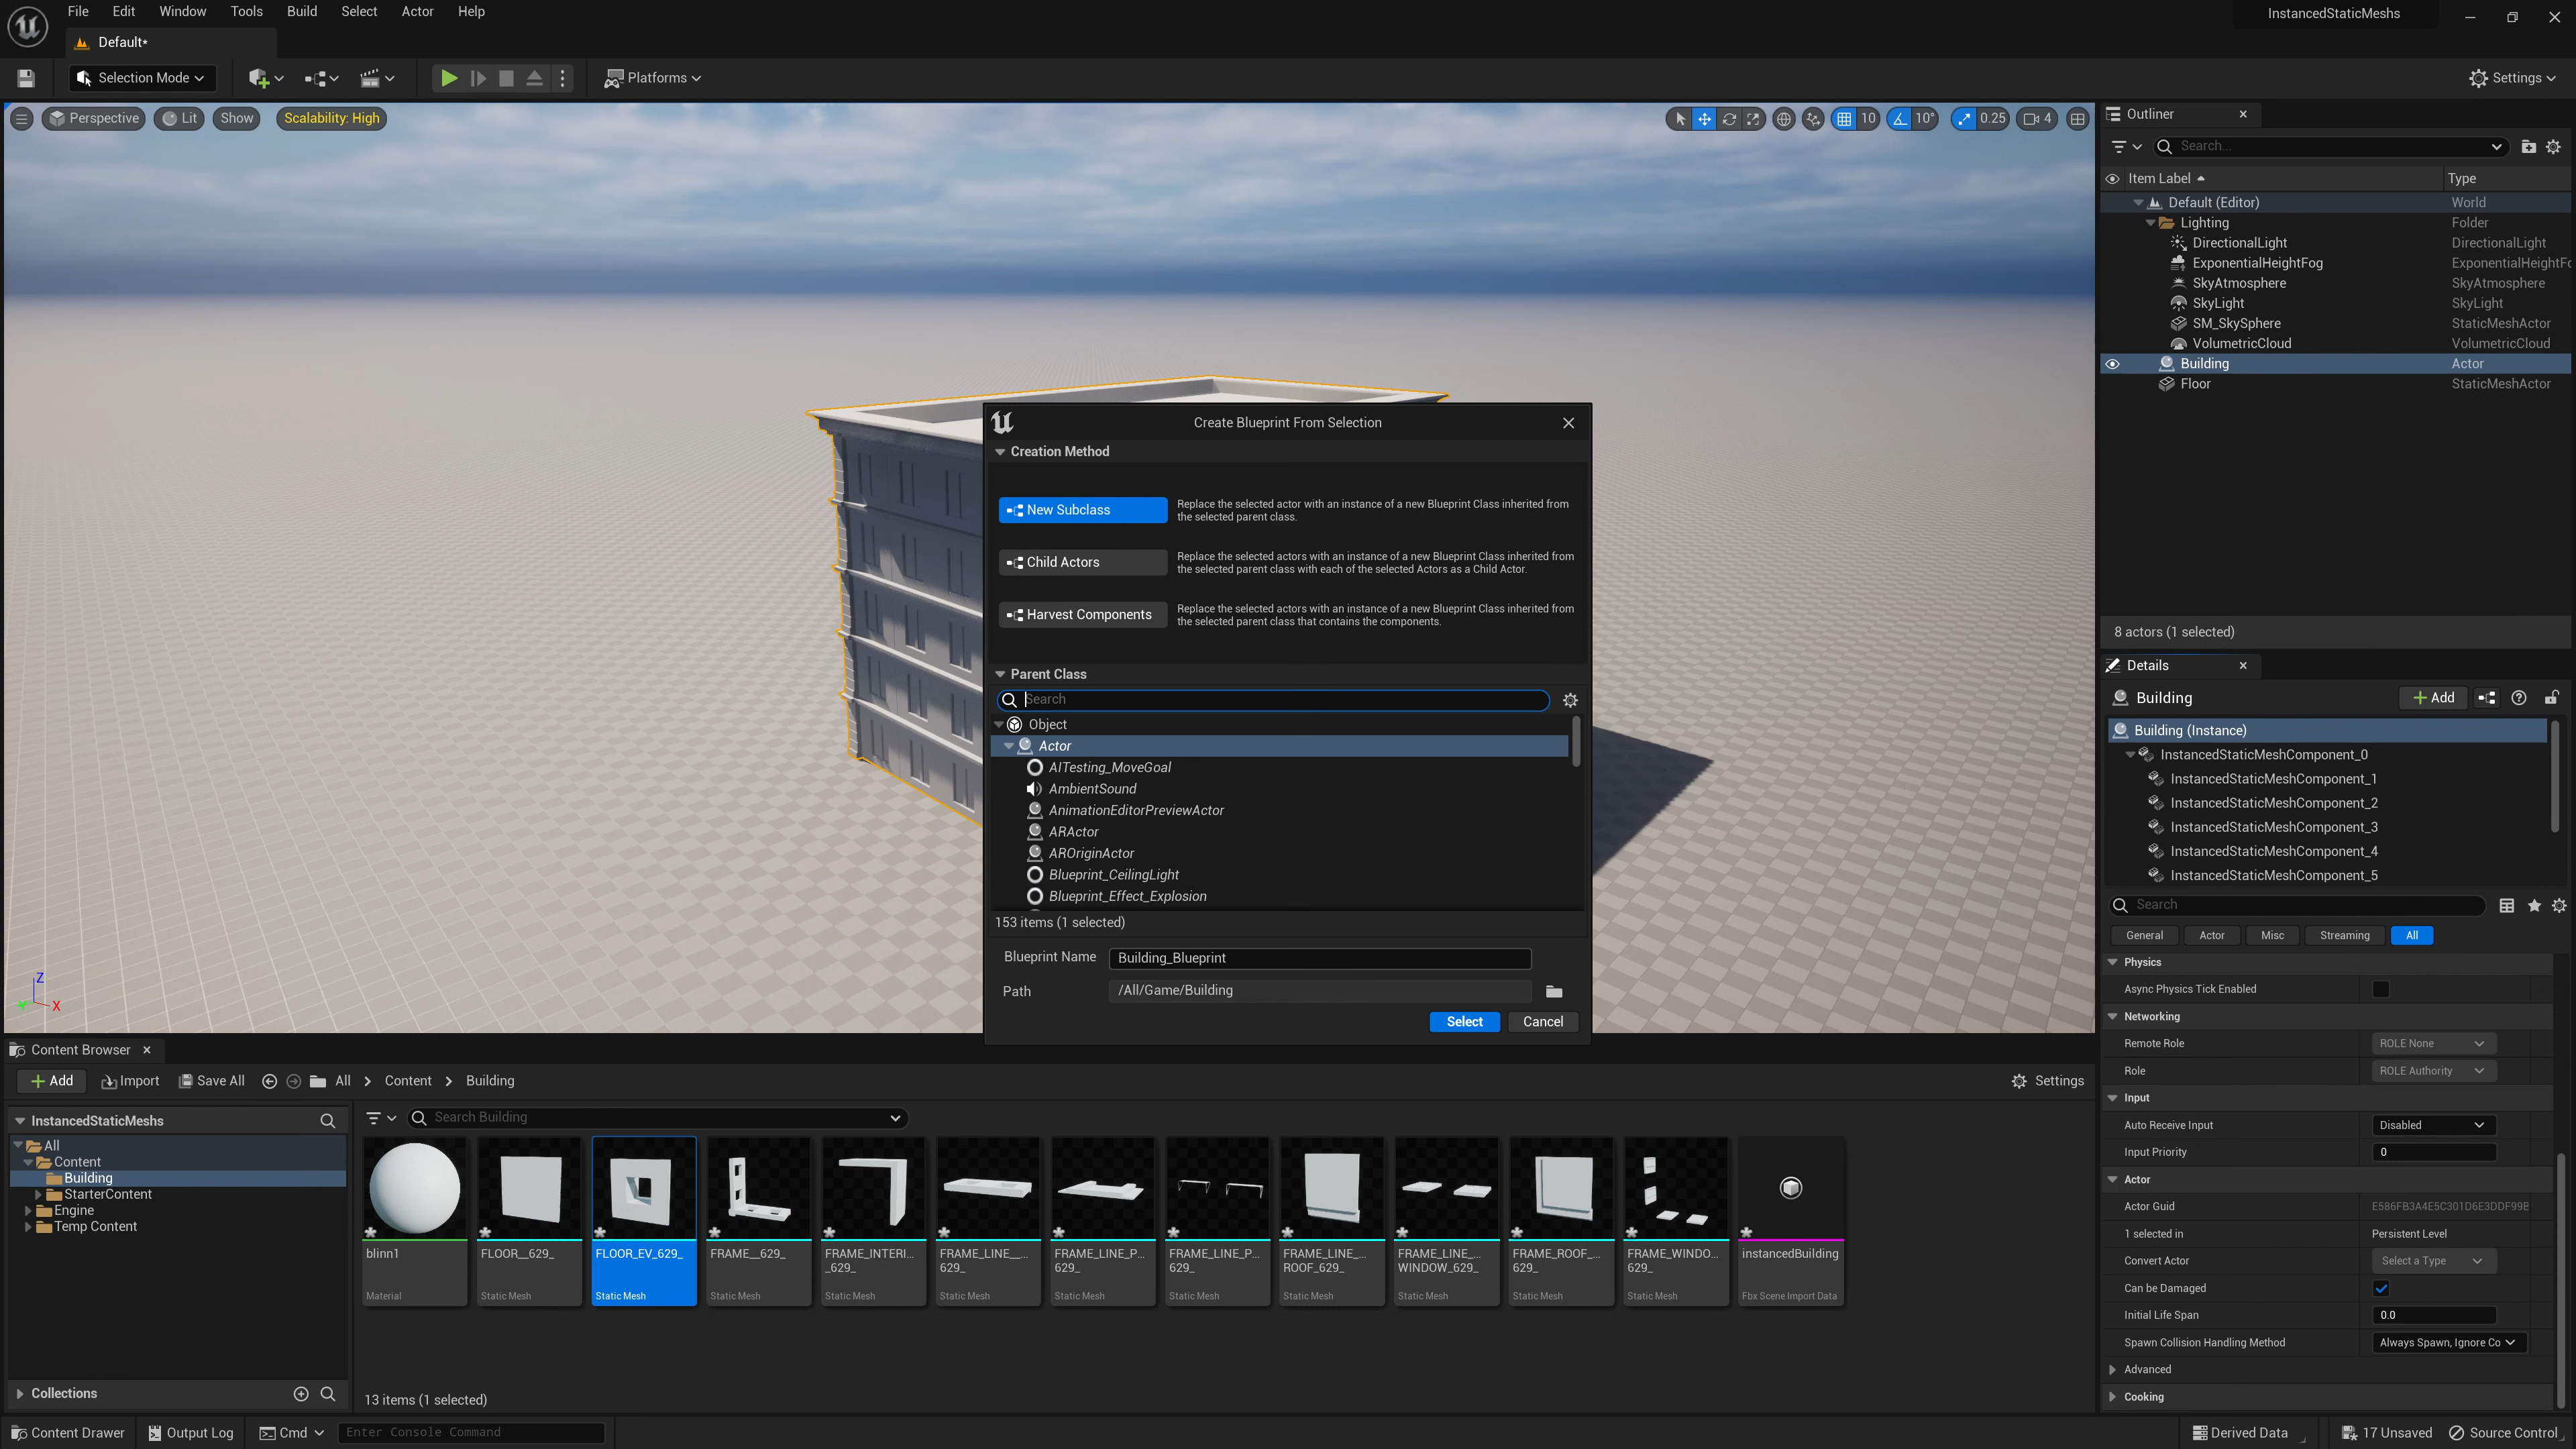 File Edit Window Tools Build Select Actor Help
InstancedStaticMeshs
Default*
Selection Mode
Platforms
Settings
Perspective
Lit
Show
Scalability: High
10
10°
0.25
4
Outliner
Search...
Item Label
Type
Default (Editor)
World
Lighting
Folder
DirectionalLight
DirectionalLight
ExponentialHeightFog
ExponentialHeightFo
SkyAtmosphere
SkyAtmosphere
SkyLight
SkyLight
SM_SkySphere
StaticMeshActor
VolumetricCloud
VolumetricCloud
Building
Actor
Floor
StaticMeshActor
8 actors (1 selected)
Create Blueprint From Selection
Creation Method
New Subclass
Replace the selected actor with an instance of a new Blueprint Class inherited from
the selected parent class.
Child Actors
Replace the selected actors with an instance of a new Blueprint Class inherited from
the selected parent class with each of the selected Actors as a Child Actor.
Harvest Components
Replace the selected actors with an instance of a new Blueprint Class inherited from
the selected parent class that contains the components.
Parent Class
Search
Object
Actor
AITesting_MoveGoal
AmbientSound
AnimationEditorPreviewActor
ARActor
AROriginActor
Blueprint_CeilingLight
Blueprint_Effect_Explosion
153 items (1 selected)
Blueprint Name
Building_Blueprint
Path
/All/Game/Building
Select
Cancel
Details
Building
Add
Building (Instance)
InstancedStaticMeshComponent_0
InstancedStaticMeshComponent_1
InstancedStaticMeshComponent_2
InstancedStaticMeshComponent_3
InstancedStaticMeshComponent_4
InstancedStaticMeshComponent_5
Search
General
Actor
Misc
Streaming
All
Physics
Async Physics Tick Enabled
Networking
Remote Role
ROLE None
Role
ROLE Authority
Input
Auto Receive Input
Disabled
Input Priority
0
Actor
Actor Guid
E586FB3A4E5C301D6E3DDF99E
1 selected in
Persistent Level
Convert Actor
Select a Type
Can be Damaged
Initial Life Span
0.0
Spawn Collision Handling Method
Always Spawn, Ignore Co
Advanced
Cooking
Content Browser
Add
Import
Save All
All
Content
Building
Settings
InstancedStaticMeshs
All
Content
Building
StarterContent
Engine
Temp Content
Collections
Search Building
blinn1
Material
FLOOR__629_
Static Mesh
FLOOR_EV_629_
Static Mesh
FRAME__629_
Static Mesh
FRAME_INTERI...
_629_
Static Mesh
FRAME_LINE__...
629_
Static Mesh
FRAME_LINE_P...
629_
Static Mesh
FRAME_LINE_P...
629_
Static Mesh
FRAME_LINE_...
ROOF_629_
Static Mesh
FRAME_LINE_...
WINDOW_629_
Static Mesh
FRAME_ROOF_...
629_
Static Mesh
FRAME_WINDO...
629_
Static Mesh
instancedBuilding
Fbx Scene Import Data
13 items (1 selected)
Z
X
Content Drawer
Output Log
Cmd
Enter Console Command
Derived Data
17 Unsaved
Source Control